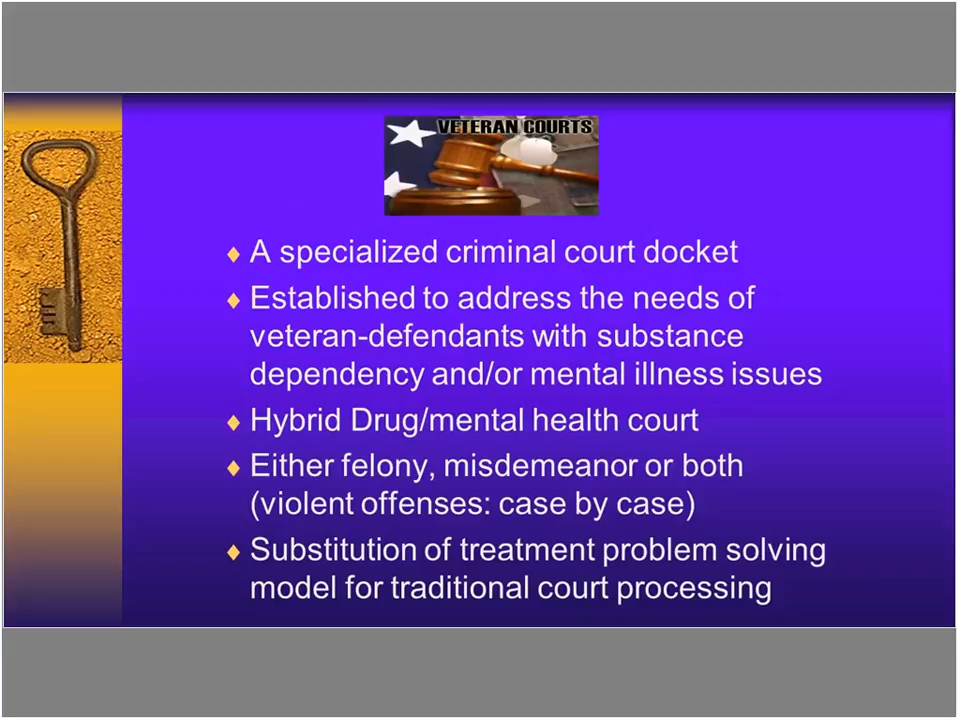 VETERAN COURTS
A specialized criminal court docket
Established to address the needs of
veteran-defendants with substance
dependency and/or mental illness issues
Hybrid Drug/mental health court
Either felony, misdemeanor or both
(violent offenses: case by case)
Substitution of treatment problem solving
model for traditional court processing